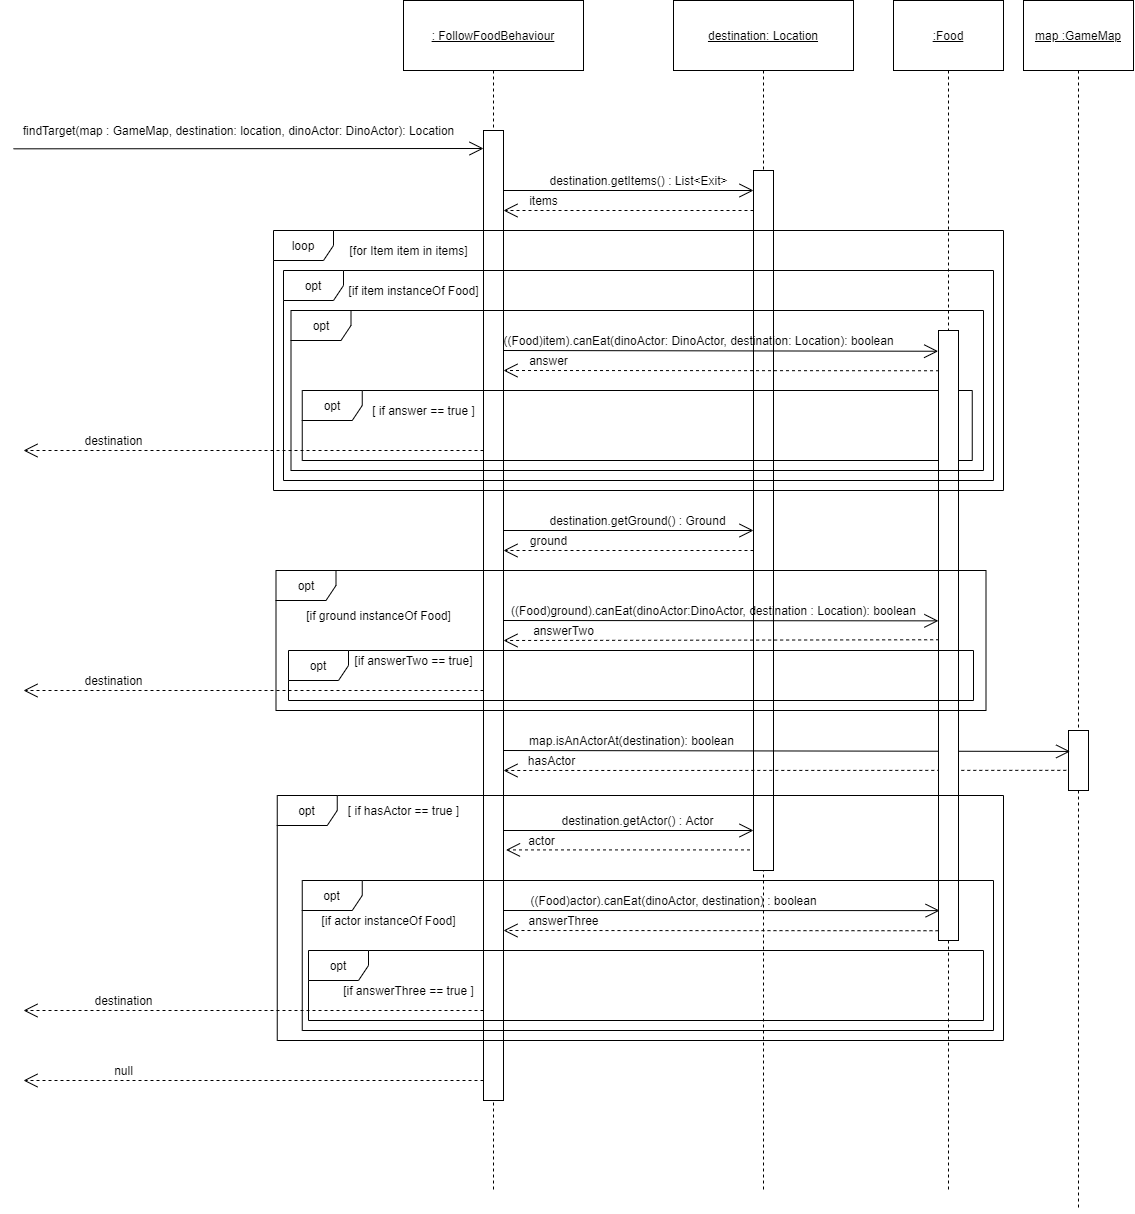 : FollowFoodBehaviour
destination: Location
:Food
map :GameMap
findTarget(map : GameMap, destination: location, dinoActor: DinoActor): Location
destination.getItems() : List<Exit>
items
loop
[for Item item in items]
opt
[if item instanceOf Food]
opt
((Food)item).canEat(dinoActor: DinoActor, destination: Location): boolean
answer
opt
[ if answer == true ]
destination
destination.getGround() : Ground
ground
opt
[if ground instanceOf Food]
((Food)ground).canEat(dinoActor:DinoActor, destination : Location): boolean
answerTwo
opt
[if answerTwo == true]
destination
map.isAnActorAt(destination): boolean
hasActor
opt
[ if hasActor == true ]
destination.getActor() : Actor
actor
opt
((Food)actor).canEat(dinoActor, destination) : boolean
[if actor instanceOf Food]
answerThree
opt
[if answerThree == true ]
destination
null